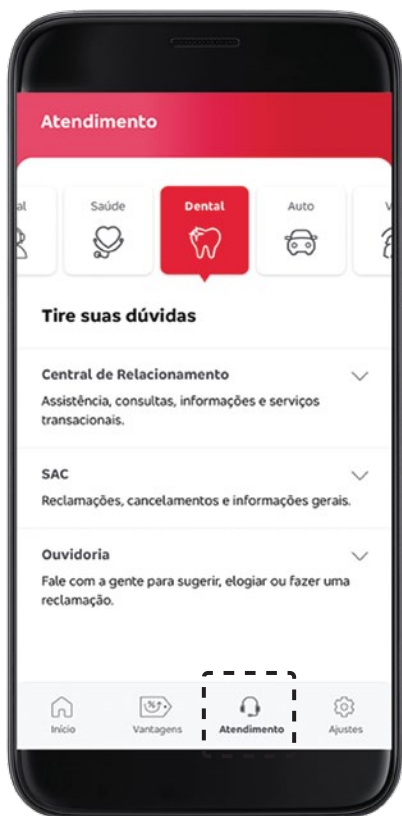 Atendimento
al
Saúde
Dental
Auto
V
Tire suas dúvidas
Central de Relacionamento
Assistência, consultas, informações e serviços
transacionais.
SAC
Reclamações, cancelamentos e informações gerais.
Ouvidoria
Fale com a gente para sugerir, elogiar ou fazer uma
reclamação.
Início
Vantagens
Atendimento
Ajustes